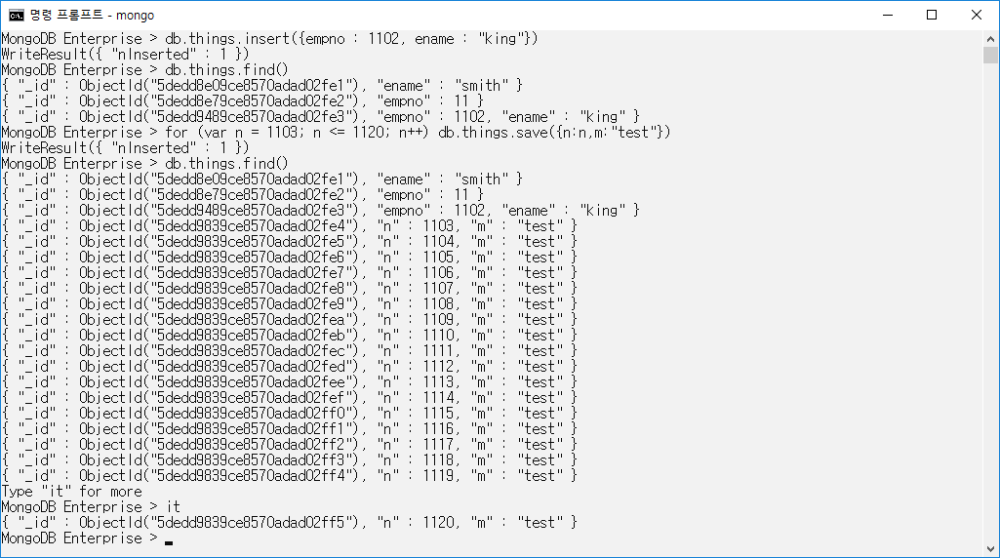 명령 프롬프트 - mongo
MongoDB Enterprise > db.things.insert({empno : 1102, ename : "king"})
WriteResult({ "nInserted" : 1 })
MongoDB Enterprise > db.things.find()
{ "_id" : ObjectId("5dedd8e09ce8570adad02fe1"), "ename" : "smith" }
{ "_id" : ObjectId("5dedd8e79ce8570adad02fe2"), "empno" : 11 }
{ "_id" : ObjectId("5dedd9489ce8570adad02fe3"), "empno" : 1102, "ename" : "king" }
MongoDB Enterprise > for (var n = 1103; n <= 1120; n++) db.things.save({n:n,m:"test"})
WriteResult({ "nInserted" : 1 })
MongoDB Enterprise > db.things.find()
{ "_id" : ObjectId("5dedd8e09ce8570adad02fe1"), "ename" : "smith" }
{ "_id" : ObjectId("5dedd8e79ce8570adad02fe2"), "empno" : 11 }
{ "_id" : ObjectId("5dedd9489ce8570adad02fe3"), "empno" : 1102, "ename" : "king" }
{ "_id" : ObjectId("5dedd9839ce8570adad02fe4"), "n" : 1103, "m" : "test" }
{ "_id" : ObjectId("5dedd9839ce8570adad02fe5"), "n" : 1104, "m" : "test" }
{ "_id" : ObjectId("5dedd9839ce8570adad02fe6"), "n" : 1105, "m" : "test" }
{ "_id" : ObjectId("5dedd9839ce8570adad02fe7"), "n" : 1106, "m" : "test" }
{ "_id" : ObjectId("5dedd9839ce8570adad02fe8"), "n" : 1107, "m" : "test" }
{ "_id" : ObjectId("5dedd9839ce8570adad02fe9"), "n" : 1108, "m" : "test" }
{ "_id" : ObjectId("5dedd9839ce8570adad02fea"), "n" : 1109, "m" : "test" }
{ "_id" : ObjectId("5dedd9839ce8570adad02feb"), "n" : 1110, "m" : "test" }
{ "_id" : ObjectId("5dedd9839ce8570adad02fec"), "n" : 1111, "m" : "test" }
{ "_id" : ObjectId("5dedd9839ce8570adad02fed"), "n" : 1112, "m" : "test" }
{ "_id" : ObjectId("5dedd9839ce8570adad02fee"), "n" : 1113, "m" : "test" }
{ "_id" : ObjectId("5dedd9839ce8570adad02fef"), "n" : 1114, "m" : "test" }
{ "_id" : ObjectId("5dedd9839ce8570adad02ff0"), "n" : 1115, "m" : "test" }
{ "_id" : ObjectId("5dedd9839ce8570adad02ff1"), "n" : 1116, "m" : "test" }
{ "_id" : ObjectId("5dedd9839ce8570adad02ff2"), "n" : 1117, "m" : "test" }
{ "_id" : ObjectId("5dedd9839ce8570adad02ff3"), "n" : 1118, "m" : "test" }
{ "_id" : ObjectId("5dedd9839ce8570adad02ff4"), "n" : 1119, "m" : "test" }
Type "it" for more
MongoDB Enterprise > it
{ "_id" : ObjectId("5dedd9839ce8570adad02ff5"), "n" : 1120, "m" : "test" }
MongoDB Enterprise >